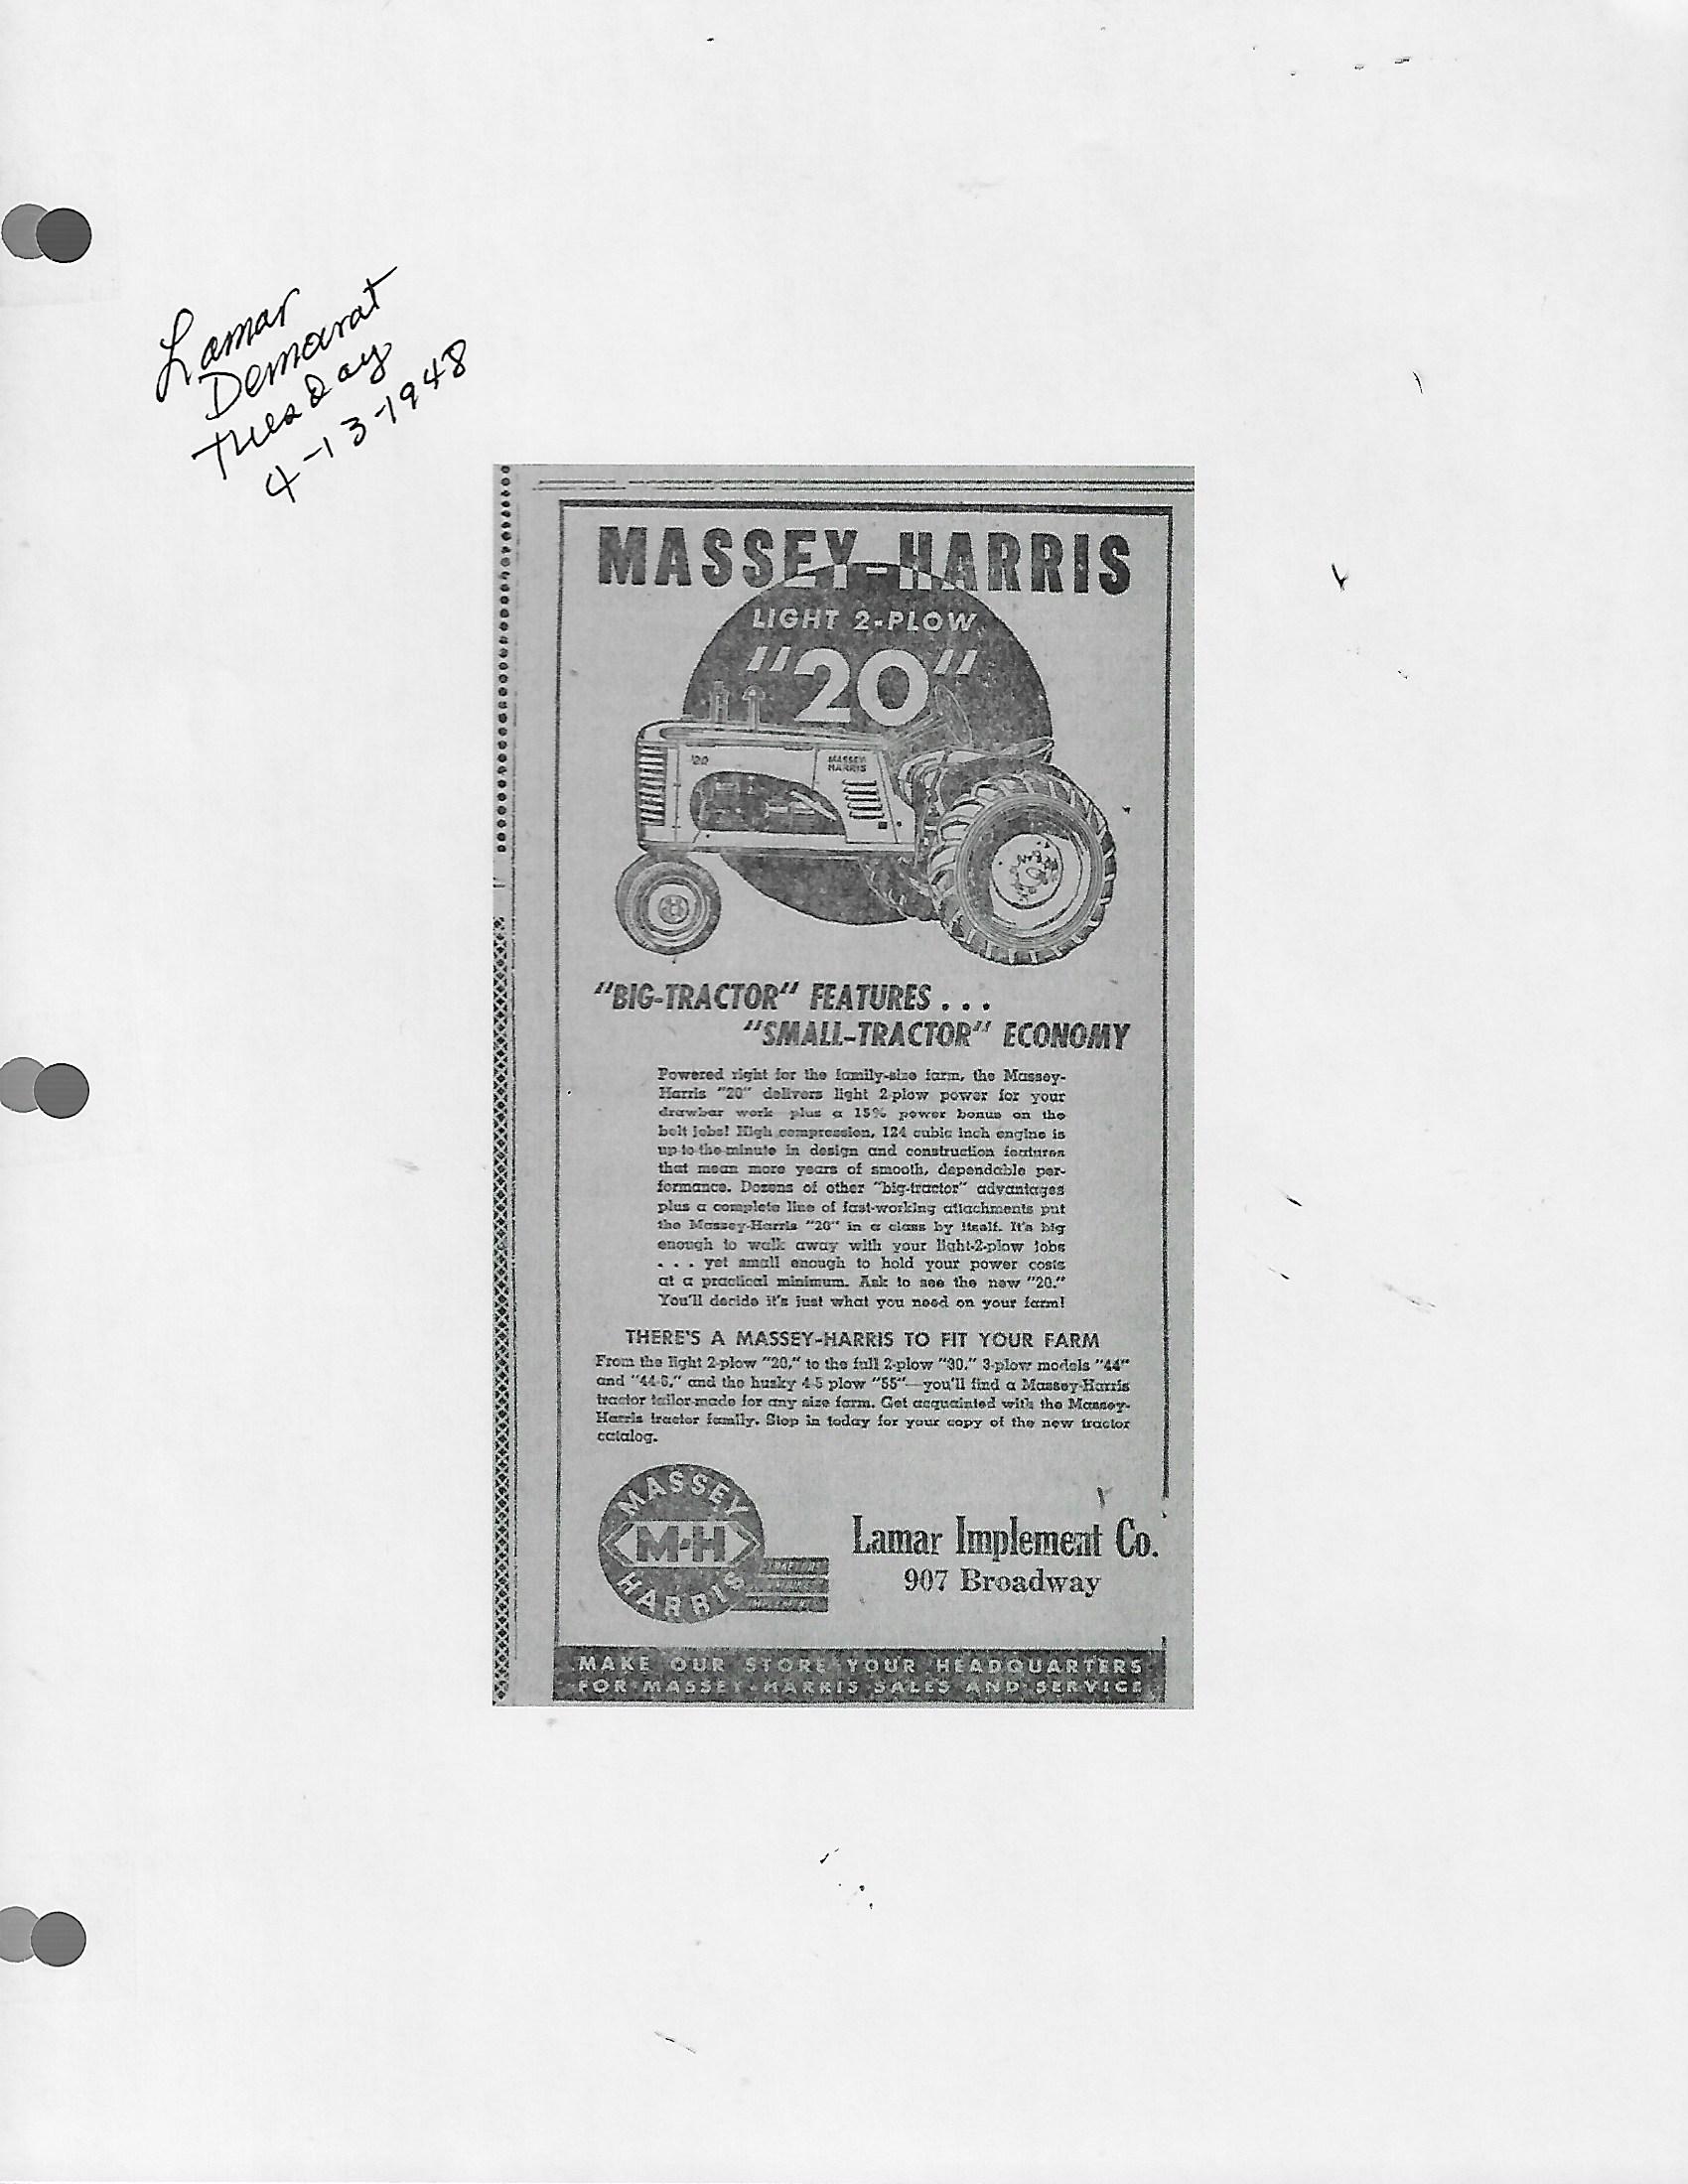 Lamar
Demorat
Tuesday
4-13-1948
MASSEY-HARRIS
LIGHT 2-PLOW
"20"
20
MASSEY
HARRIS
"BIG-TRACTOR" FEATURES . . .
"SMALL-TRACTOR" ECONOMY
Powered right for the family-size farm, the Massey-
Harris "20" delivers light 2-plow power for your
drawbar work plus a 15% power bonus on the
belt jobs! High compression, 124 cubic inch engine is
up-to-the-minute in design and construction features
that mean more years of smooth, dependable per-
formance. Dozens of other "big-tractor" advantages
plus a complete line of fast-working attachments put
the Massey-Harris "20" in a class by itself. It's big
enough to walk away with your light-2-plow jobs
. . . yet small enough to hold your power costs
at a practical minimum. Ask to see the new "20."
You'll decide it's just what you need on your farm!
THERE'S A MASSEY-HARRIS TO FIT YOUR FARM
From the light 2-plow "20," to the full 2-plow "30," 3-plow models "44"
and "44-6," and the husky 4-5 plow "55"—you'll find a Massey-Harris
tractor tailor-made for any size farm. Get acquainted with the Massey-
Harris tractor family. Stop in today for your copy of the new tractor
catalog.
MASSEY
M-H
HARRIS
Lamar Implement Co.
907 Broadway
MAKE OUR STORE YOUR HEADQUARTERS
FOR MASSEY-HARRIS SALES AND SERVICE